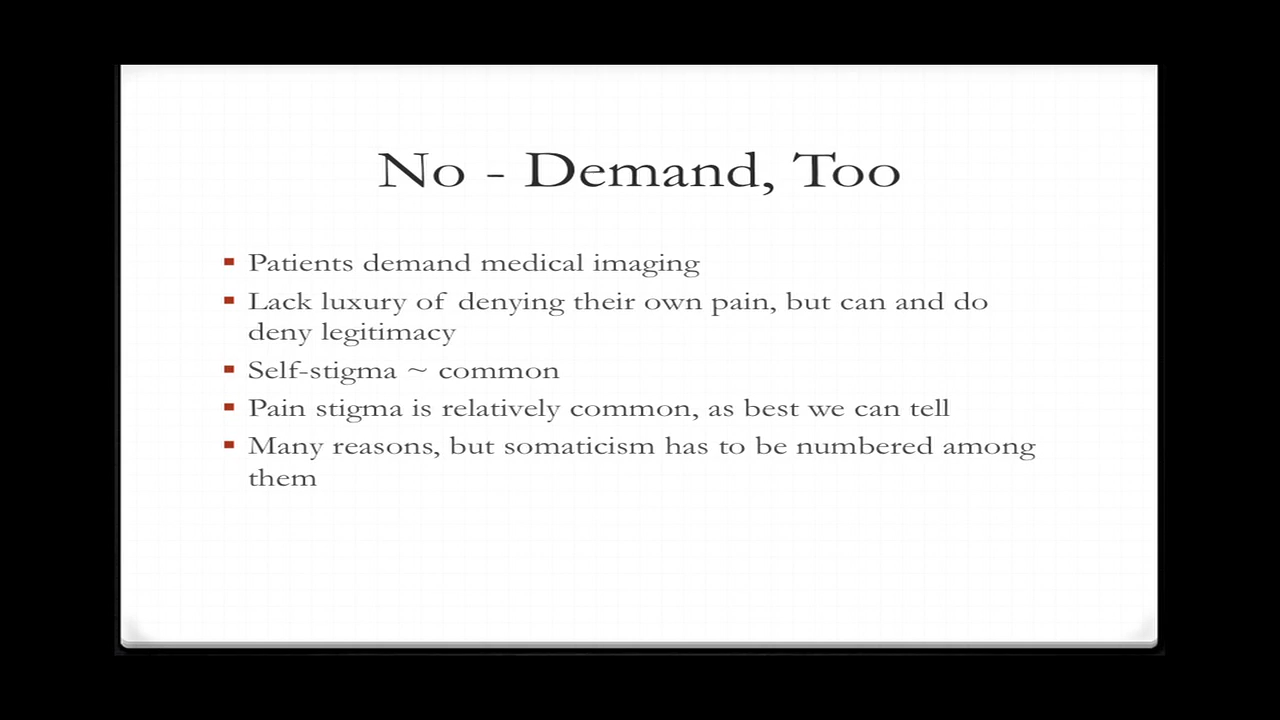 No - Demand, Too
Patients demand medical imaging
Lack luxury of denying their own pain, but can and do
deny legitimacy
Self-stigma ~ common
Pain stigma is relatively common, as best we can tell
Many reasons, but somaticism has to be numbered among
them